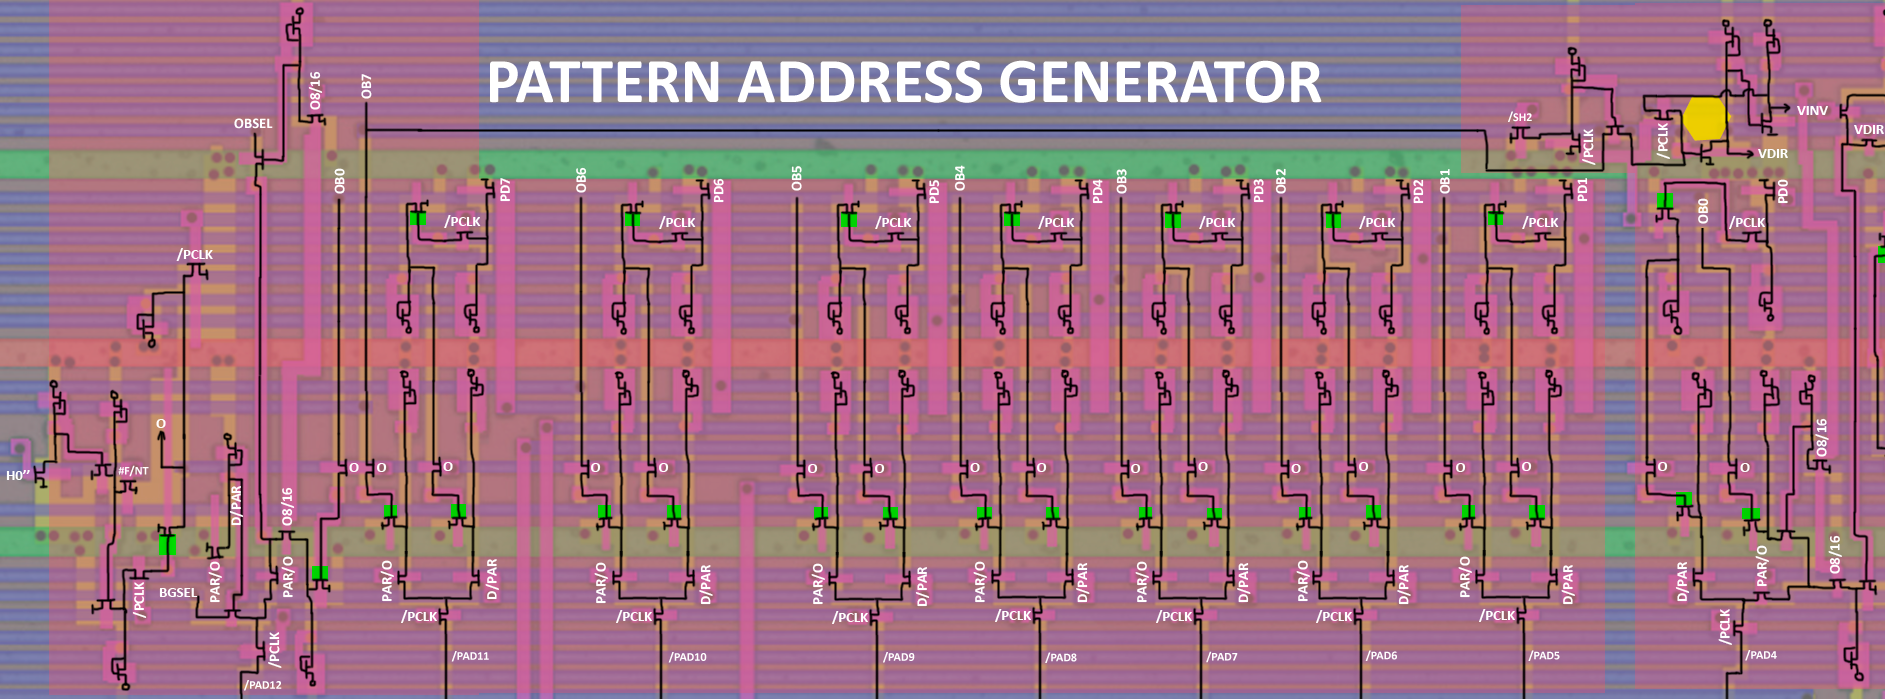 PATTERN ADDRESS GENERATOR
O8/16
OB7
OBSEL
/SH2
/PCLK
/PCLK
VINV
VDIR
VDIR
OB0
PD7
OB6
PD6
OB5
PD5
OB4
PD4
OB3
PD3
OB2
PD2
OB1
PD1
OB0
PD0
/PCLK
/PCLK
/PCLK
/PCLK
/PCLK
/PCLK
/PCLK
/PCLK
/PCLK
O
H0''
#F/NT
O O O
O O
O O
O O
O O
O O
O O
O O
O8/16
D/PAR
O8/16
O8/16
/PCLK
BGSEL
PAR/O
PAR/O
PAR/O
D/PAR
PAR/O
D/PAR
PAR/O
D/PAR
PAR/O
D/PAR
PAR/O
D/PAR
PAR/O
D/PAR
PAR/O
D/PAR
D/PAR
PAR/O
/PCLK
/PCLK
/PCLK
/PCLK
/PCLK
/PCLK
/PCLK
/PCLK
/PCLK
/PAD12
/PAD11
/PAD10
/PAD9
/PAD8
/PAD7
/PAD6
/PAD5
/PAD4